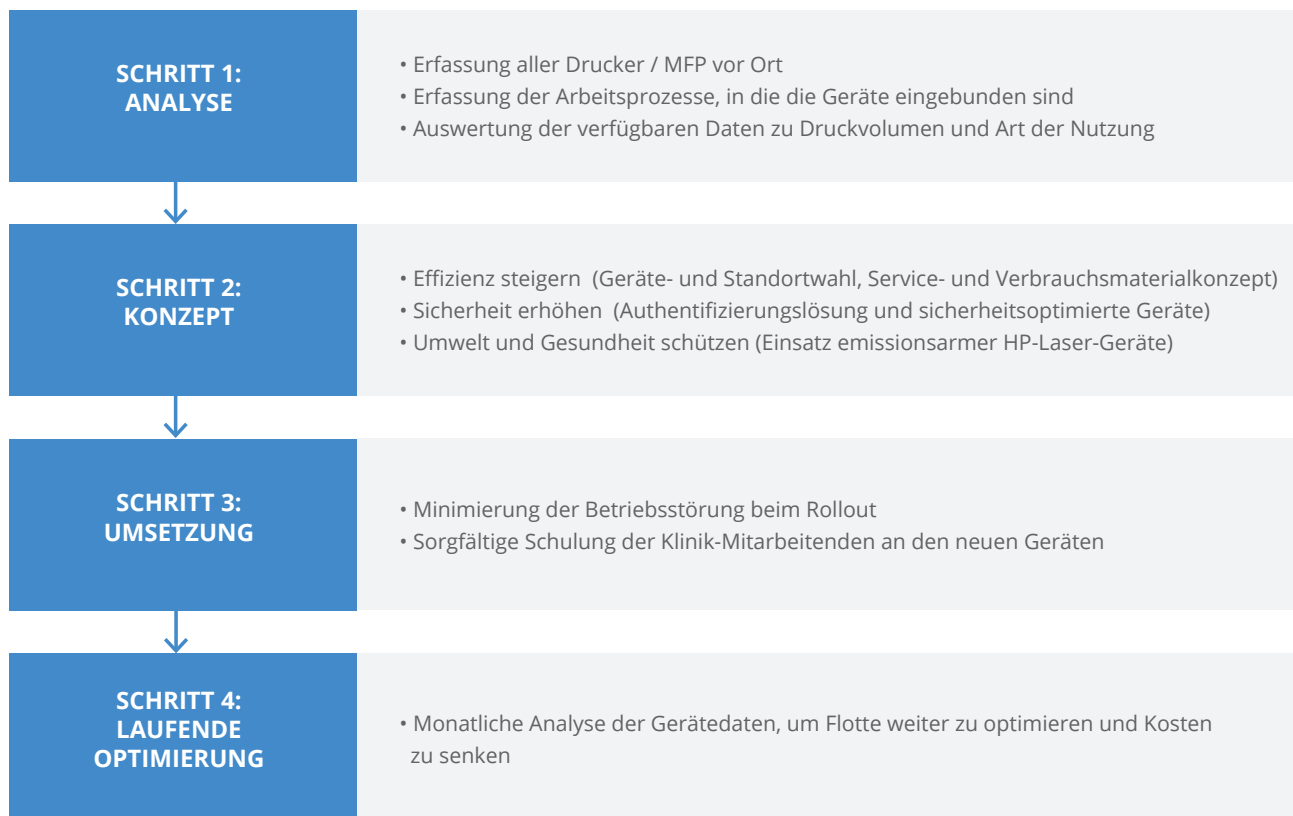 SCHRITT 1:
ANALYSE
• Erfassung aller Drucker / MFP vor Ort
• Erfassung der Arbeitsprozesse, in die die Geräte eingebunden sind
• Auswertung der verfügbaren Daten zu Druckvolumen und Art der Nutzung
SCHRITT 2:
KONZEPT
• Effizienz steigern  (Geräte- und Standortwahl, Service- und Verbrauchsmaterialkonzept)
• Sicherheit erhöhen  (Authentifizierungslösung und sicherheitsoptimierte Geräte)
• Umwelt und Gesundheit schützen (Einsatz emissionsarmer HP-Laser-Geräte)
SCHRITT 3:
UMSETZUNG
• Minimierung der Betriebsstörung beim Rollout
• Sorgfältige Schulung der Klinik-Mitarbeitenden an den neuen Geräten
SCHRITT 4:
LAUFENDE
OPTIMIERUNG
• Monatliche Analyse der Gerätedaten, um Flotte weiter zu optimieren und Kosten
zu senken